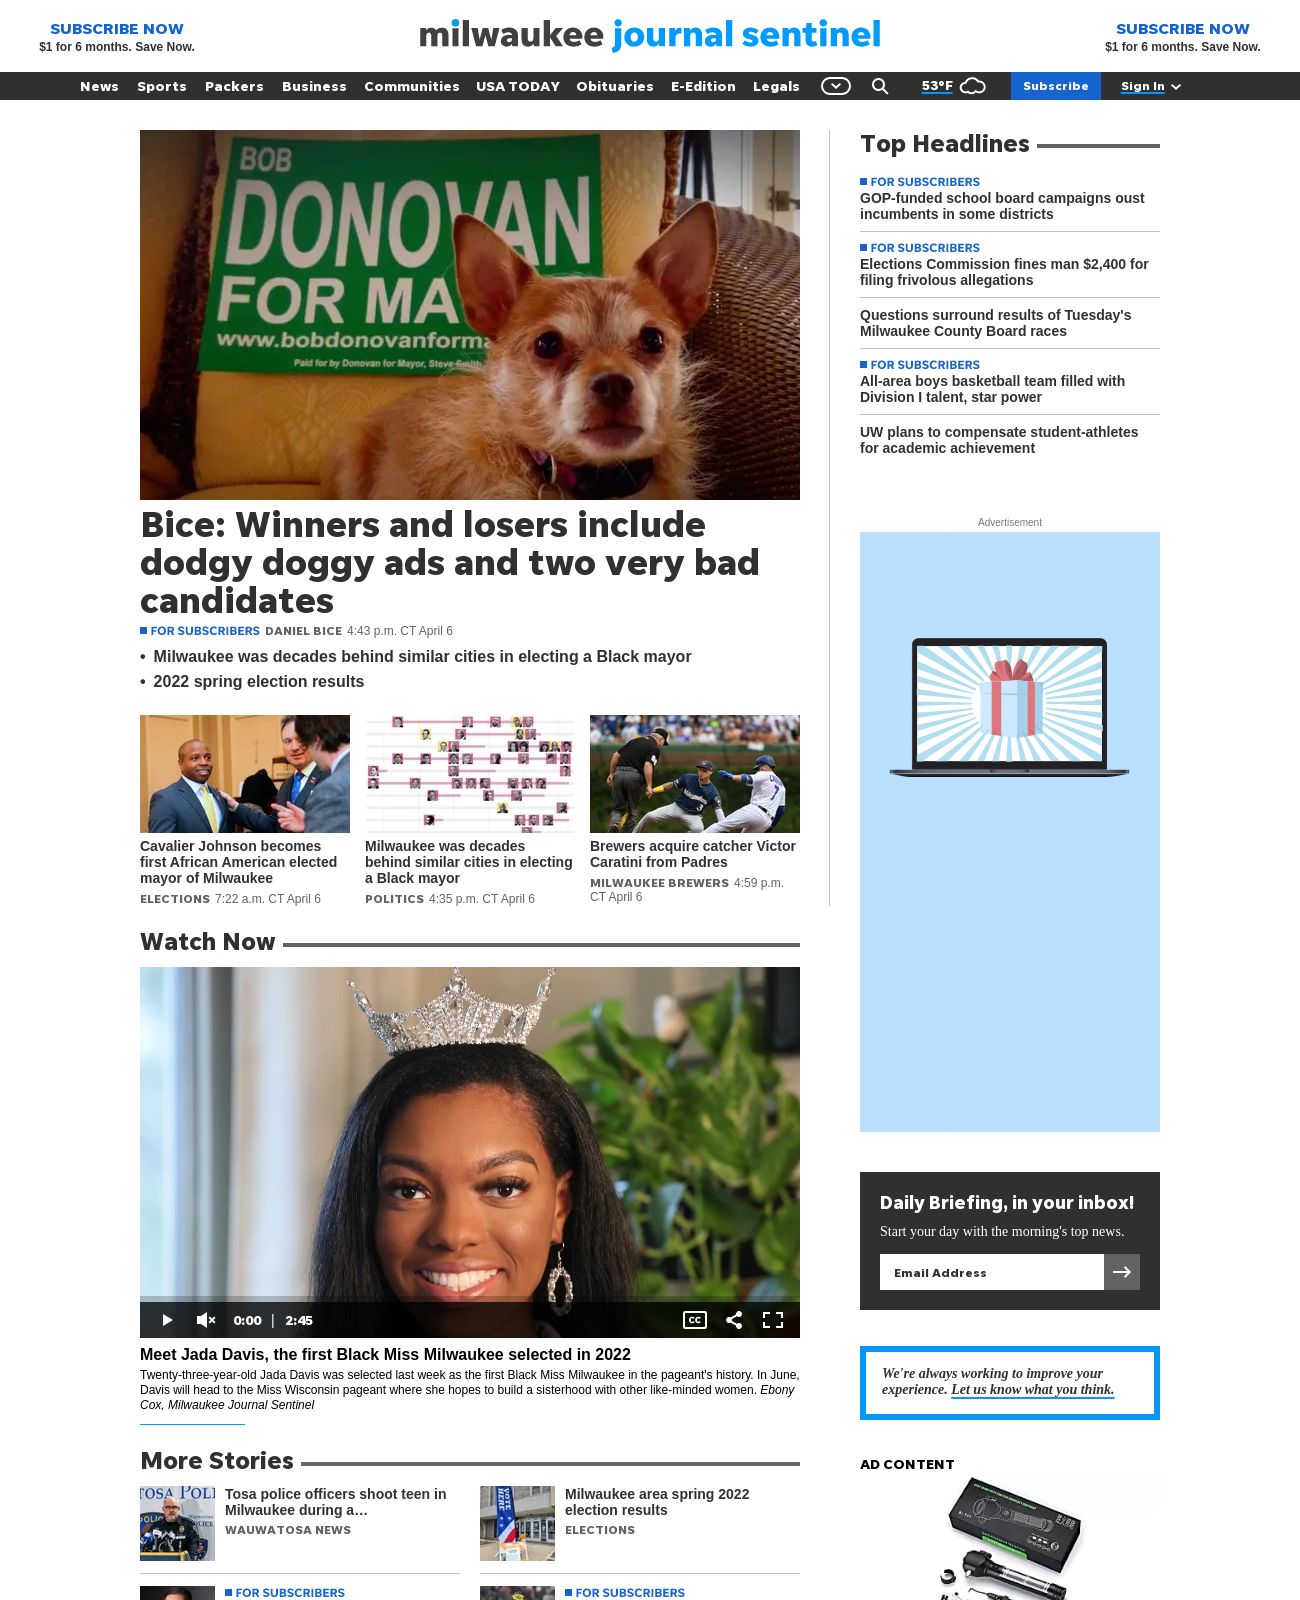 SUBSCRIBE NOW
$1 for 6 months. Save Now.
milwaukee journal sentinel
SUBSCRIBE NOW
$1 for 6 months. Save Now.
News Sports Packers Business Communities USA TODAY Obituaries E-Edition Legals 53°F Subscribe Sign In
BOB
DONOVAN
FOR MA
www.bobdonovanforma
Paid for by Donovan for Mayor, Steve Smith
Bice: Winners and losers include
dodgy doggy ads and two very bad
candidates
FOR SUBSCRIBERS DANIEL BICE 4:43 p.m. CT April 6
• Milwaukee was decades behind similar cities in electing a Black mayor
• 2022 spring election results
Cavalier Johnson becomes
first African American elected
mayor of Milwaukee
ELECTIONS 7:22 a.m. CT April 6
Milwaukee was decades
behind similar cities in electing
a Black mayor
POLITICS 4:35 p.m. CT April 6
Brewers acquire catcher Victor
Caratini from Padres
MILWAUKEE BREWERS 4:59 p.m.
CT April 6
Top Headlines
FOR SUBSCRIBERS
GOP-funded school board campaigns oust
incumbents in some districts
FOR SUBSCRIBERS
Elections Commission fines man $2,400 for
filing frivolous allegations
Questions surround results of Tuesday's
Milwaukee County Board races
FOR SUBSCRIBERS
All-area boys basketball team filled with
Division I talent, star power
UW plans to compensate student-athletes
for academic achievement
Advertisement
Watch Now
0:00 | 2:45
CC
Meet Jada Davis, the first Black Miss Milwaukee selected in 2022
Twenty-three-year-old Jada Davis was selected last week as the first Black Miss Milwaukee in the pageant's history. In June,
Davis will head to the Miss Wisconsin pageant where she hopes to build a sisterhood with other like-minded women. Ebony
Cox, Milwaukee Journal Sentinel
Daily Briefing, in your inbox!
Start your day with the morning's top news.
Email Address
We're always working to improve your
experience. Let us know what you think.
AD CONTENT
More Stories
TOSA POLI
Tosa police officers shoot teen in
Milwaukee during a…
WAUWATOSA NEWS
VOTE
HERE
Milwaukee area spring 2022
election results
ELECTIONS
FOR SUBSCRIBERS
FOR SUBSCRIBERS